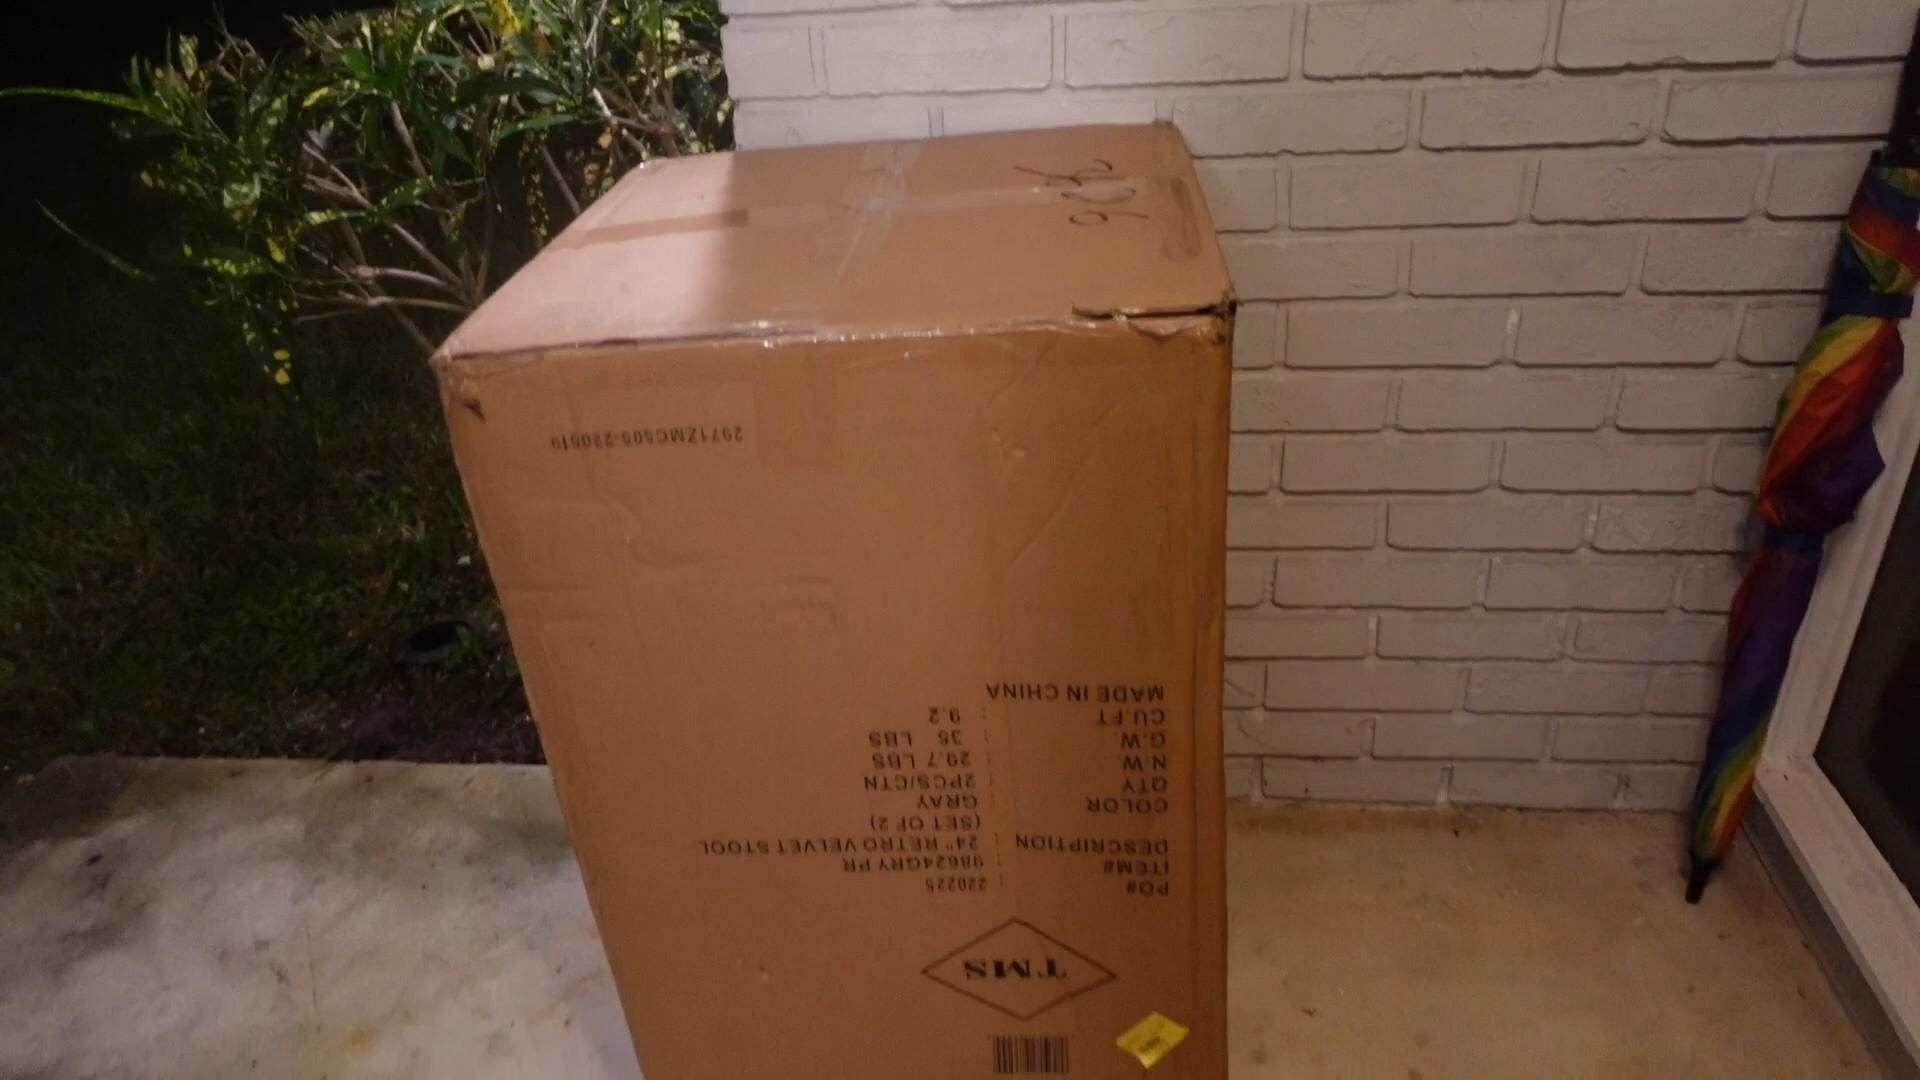 TMS
PO# : 220225
ITEM# : 98624GRY PR
DESCRIPTION : 24" RETRO VELVET STOOL
(SET OF 2)
COLOR : GRAY
QTY : 2PCS/CTN
N.W. : 29.7 LBS
G.W. : 35 LBS
CU.FT : 9.2
MADE IN CHINA
2971ZMC505-220519